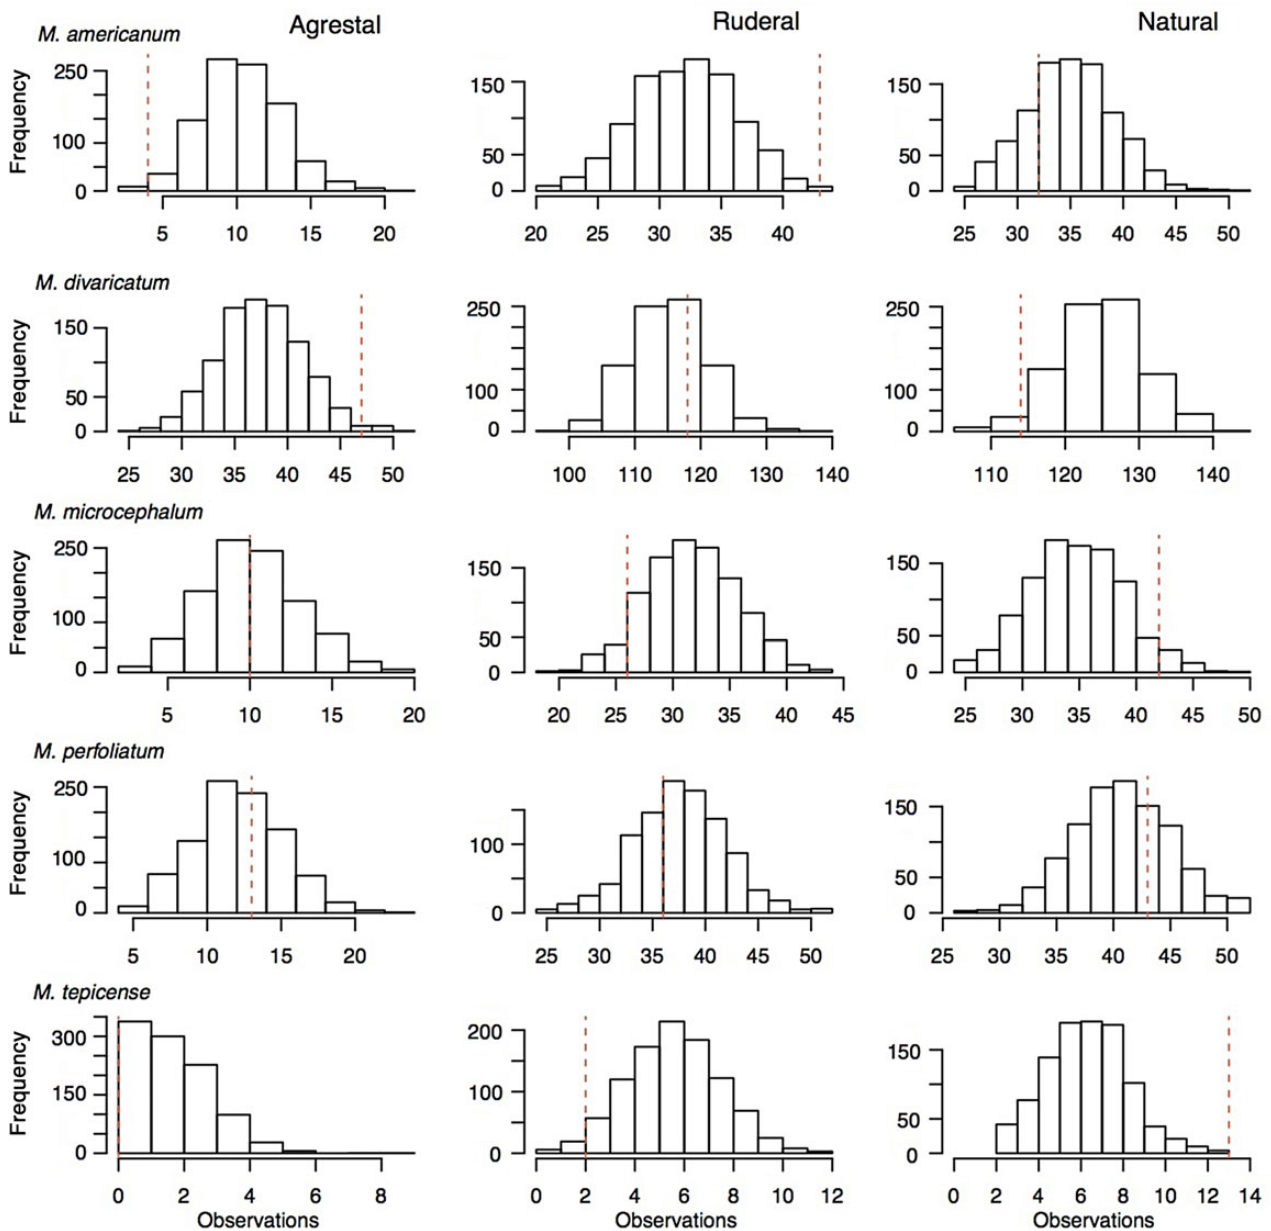 M. americanum Agrestal Ruderal Natural
Frequency
250
100
0
5 10 15 20
150
50
0
20 25 30 35 40
150
50
0
25 30 35 40 45 50
M. divaricatum
Frequency
150
50
0
25 30 35 40 45 50
250
100
0
100 110 120 130 140
250
100
0
110 120 130 140
M. microcephalum
Frequency
250
100
0
5 10 15 20
150
50
0
20 25 30 35 40 45
150
50
0
25 30 35 40 45 50
M. perfoliatum
Frequency
250
100
0
5 10 15 20
100
0
25 30 35 40 45 50
150
50
0
25 30 35 40 45 50
M. tepicense
Frequency
300
150
0
0 2 4 6 8
Observations
200
100
0
0 2 4 6 8 10 12
Observations
150
50
0
0 2 4 6 8 10 12 14
Observations